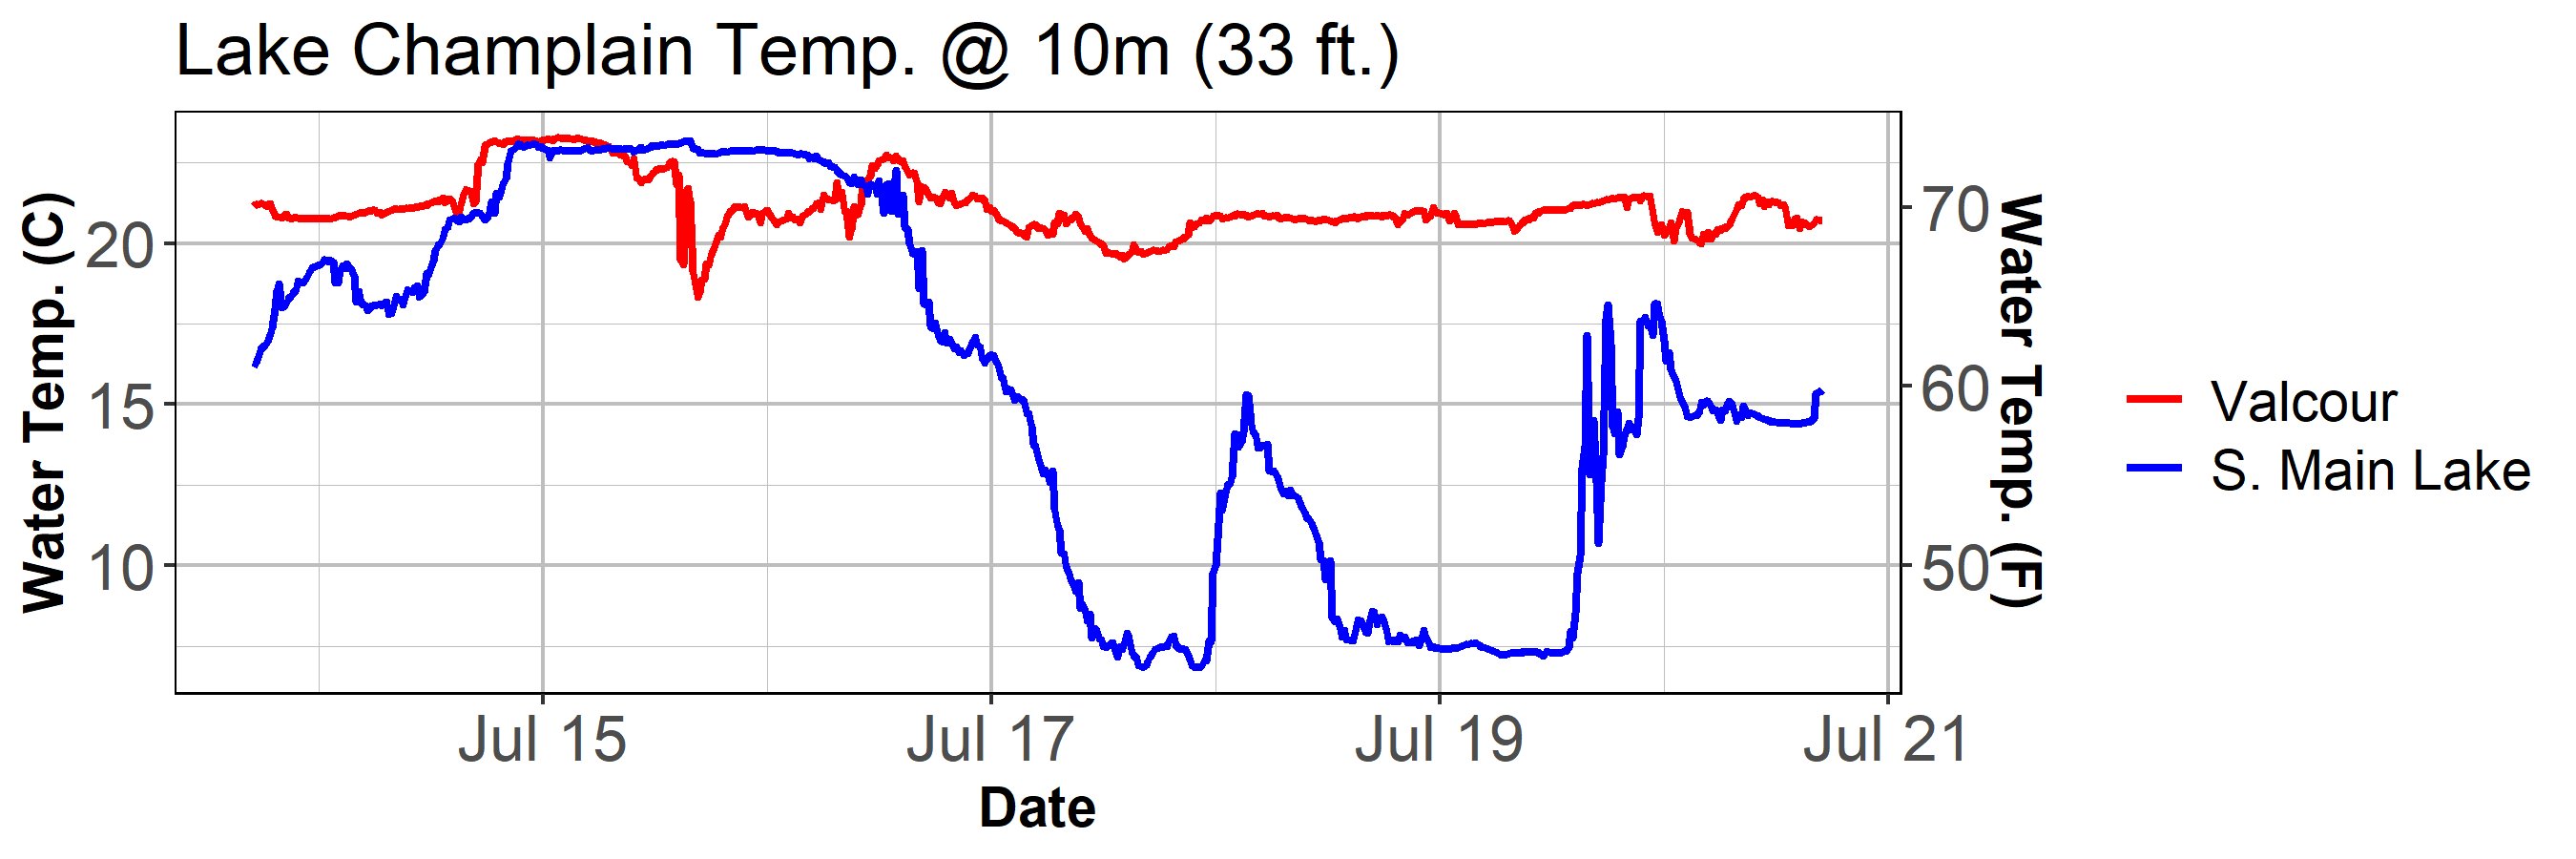 Lake Champlain Temp. @ 10m (33 ft.)
Water Temp. (C)
20
15
10
70
60
50
Water Temp. (F)
Valcour
S. Main Lake
Jul 15
Jul 17
Jul 19
Jul 21
Date